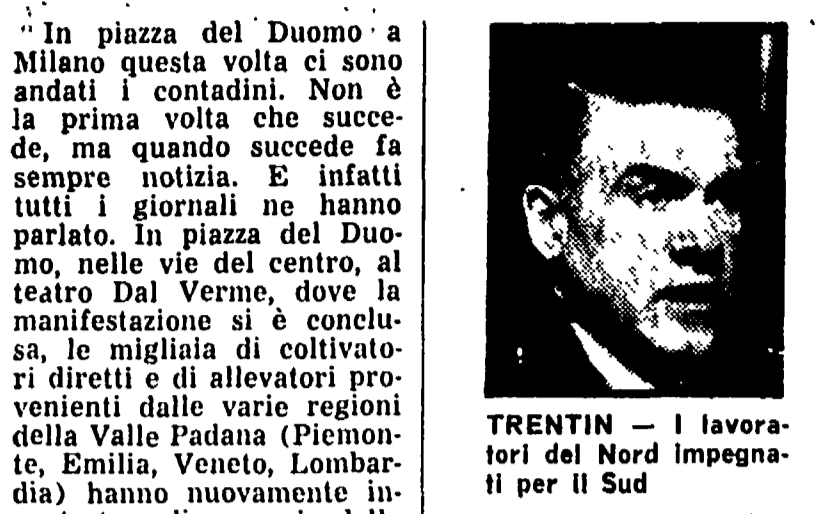 "In piazza del Duomo a
Milano questa volta ci sono
andati i contadini. Non è
la prima volta che succe-
de, ma quando succede fa
sempre notizia. E infatti
tutti i giornali ne hanno
parlato. In piazza del Duo-
mo, nelle vie del centro, al
teatro Dal Verme, dove la
manifestazione si è conclu-
sa, le migliaia di coltivato-
ri diretti e di allevatori pro-
venienti dalle varie regioni
della Valle Padana (Piemon-
te, Emilia, Veneto, Lombar-
dia) hanno nuovamente in-
TRENTIN — I lavora-
tori del Nord impegna-
ti per il Sud